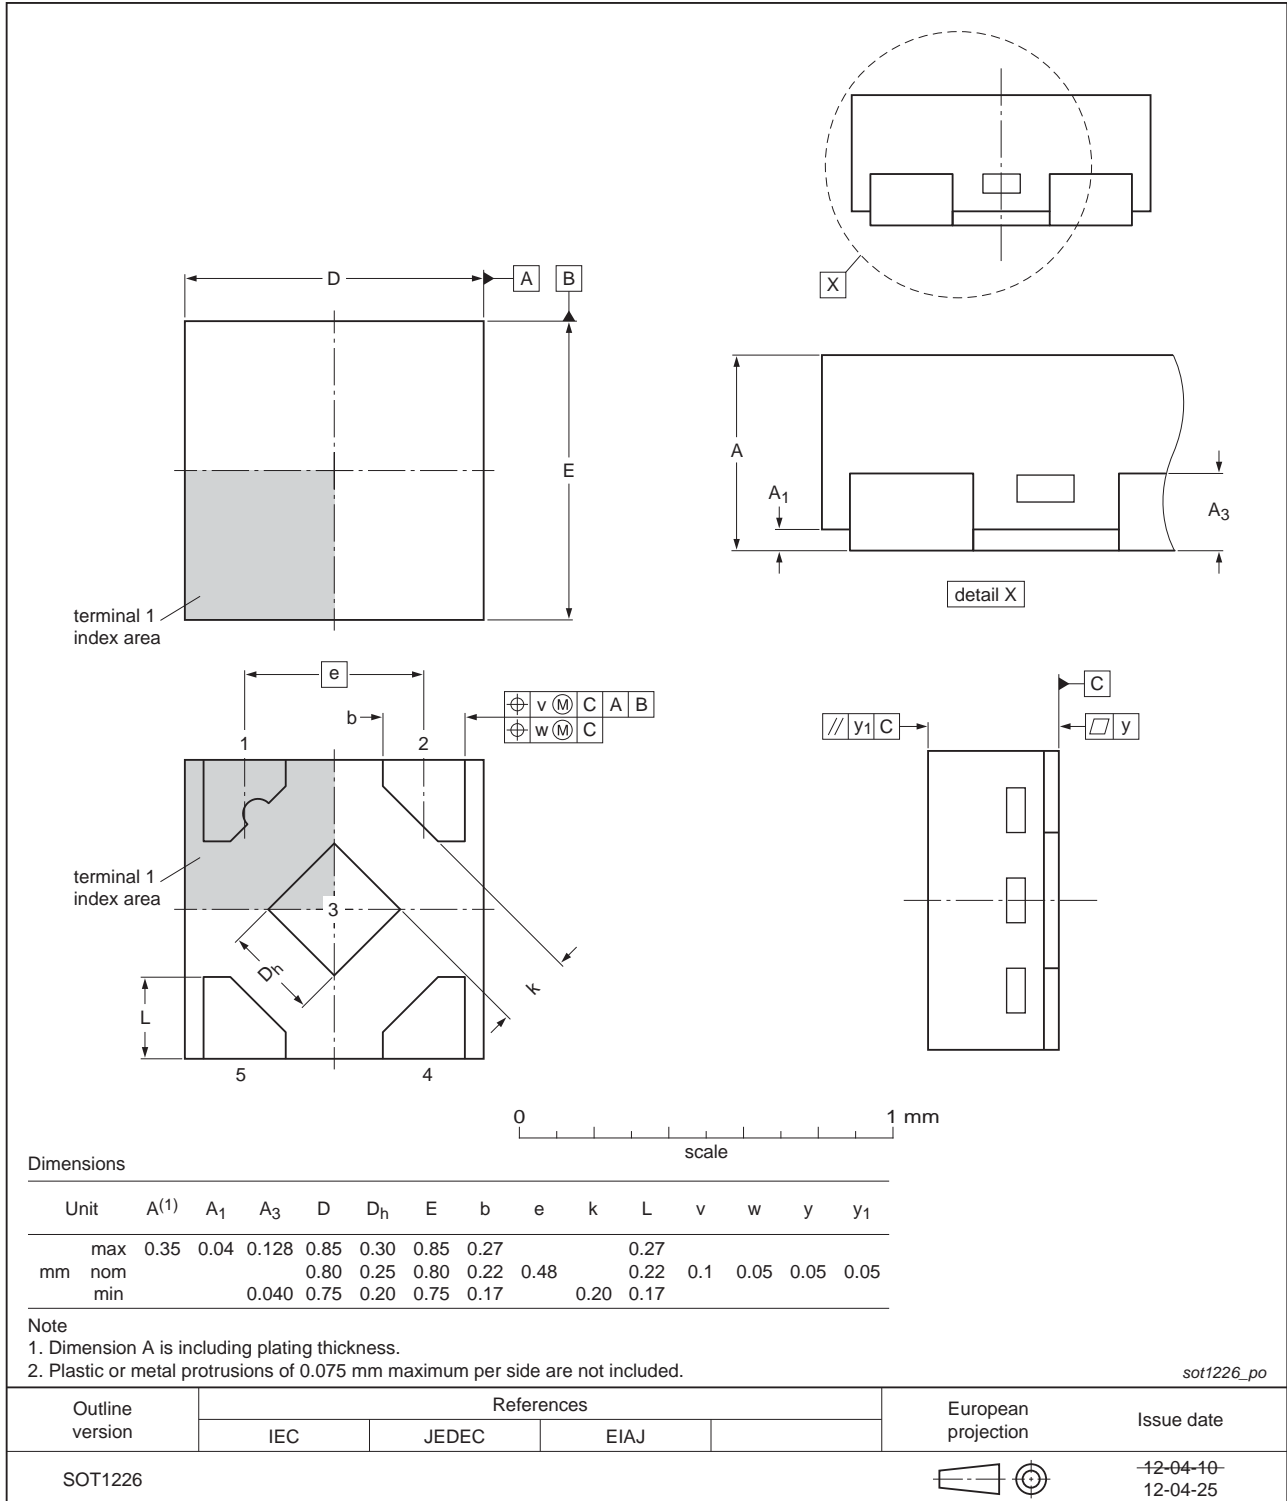 X
D
A
B
E
terminal 1
index area
A
A1
A3
detail X
e
b
v M C A B
w M C
1
2
terminal 1
index area
3
Dh
k
L
5
4
C
// y1 C
y
0
1 mm
scale
Dimensions
Unit A(1) A1 A3 D Dh E b e k L v w y y1
max 0.35 0.04 0.128 0.85 0.30 0.85 0.27 0.27
mm nom 0.80 0.25 0.80 0.22 0.48 0.22 0.1 0.05 0.05 0.05
min 0.040 0.75 0.20 0.75 0.17 0.20 0.17
Note
1. Dimension A is including plating thickness.
2. Plastic or metal protrusions of 0.075 mm maximum per side are not included.
sot1226_po
Outline
version
References
IEC JEDEC EIAJ
European
projection
Issue date
SOT1226
12-04-10
12-04-25